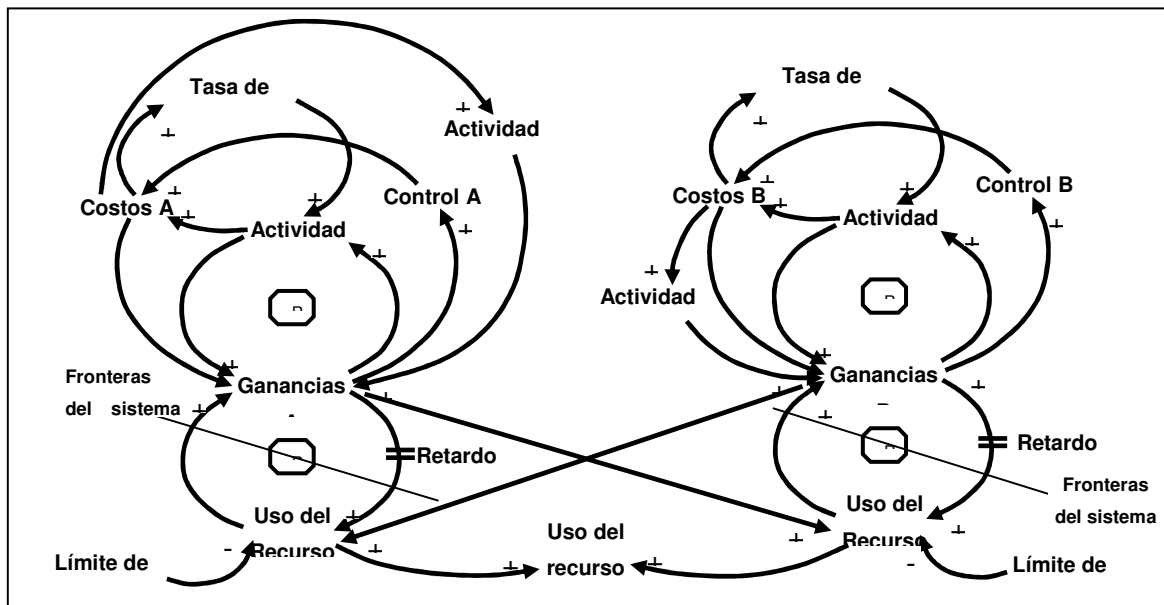 Tasa de
Actividad
Costos A
Control A
Actividad
Ganancias
Fronteras
del sistema
Retardo
Uso del
Recurso
Límite de
Uso del
recurso
Tasa de
Costos B
Control B
Actividad
Actividad
Ganancias
Retardo
Fronteras
del sistema
Uso del
Recurso
Límite de